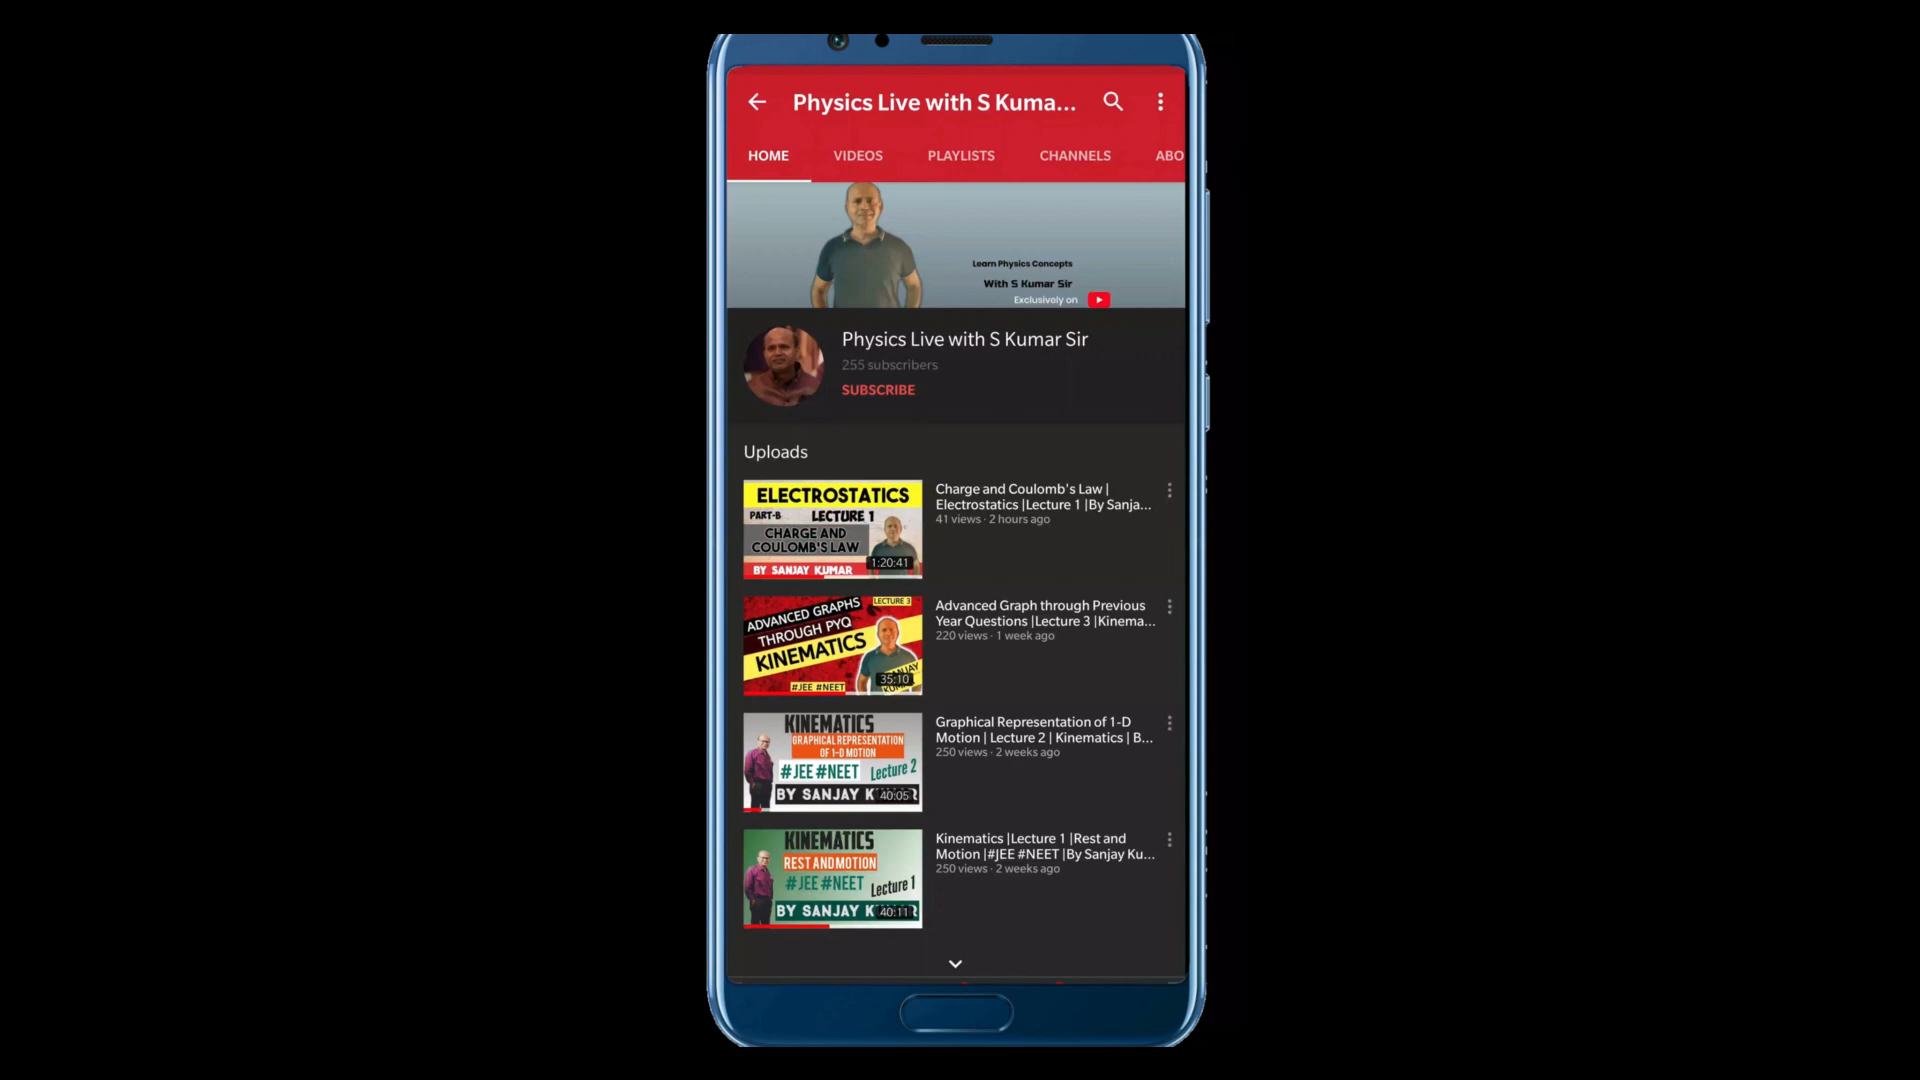 Physics Live with S Kuma...
HOME VIDEOS PLAYLISTS CHANNELS ABO
Learn Physics Concepts
With S Kumar Sir
Exclusively on
Physics Live with S Kumar Sir
255 subscribers
SUBSCRIBE
Uploads
ELECTROSTATICS
PART-B LECTURE 1
CHARGE AND
COULOMB'S LAW
1:20:41
BY SANJAY KUMAR
Charge and Coulomb's Law |
Electrostatics |Lecture 1 |By Sanja...
41 views · 2 hours ago
ADVANCED GRAPHS
LECTURE 3
THROUGH PYQ
KINEMATICS
SANJAY
35:10
#JEE #NEET
Advanced Graph through Previous
Year Questions |Lecture 3 |Kinema...
220 views · 1 week ago
KINEMATICS
GRAPHICAL REPRESENTATION
OF 1-D MOTION
#JEE #NEET Lecture 2
BY SANJAY
40:05
Graphical Representation of 1-D
Motion | Lecture 2 | Kinematics | B...
250 views · 2 weeks ago
KINEMATICS
REST AND MOTION
#JEE #NEET Lecture 1
BY SANJAY
40:11
Kinematics |Lecture 1 |Rest and
Motion |#JEE #NEET |By Sanjay Ku...
250 views · 2 weeks ago